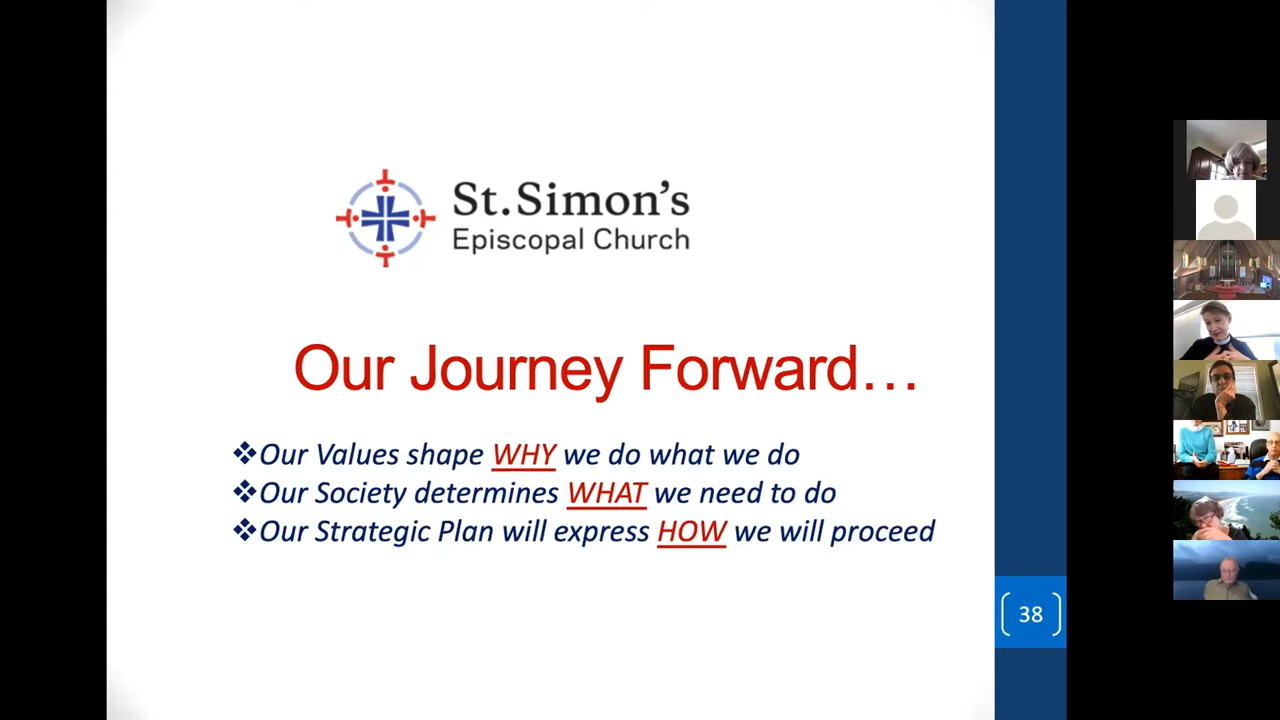 St. Simon's
Episcopal Church
Our Journey Forward…
❖Our Values shape WHY we do what we do
❖Our Society determines WHAT we need to do
❖Our Strategic Plan will express HOW we will proceed
38